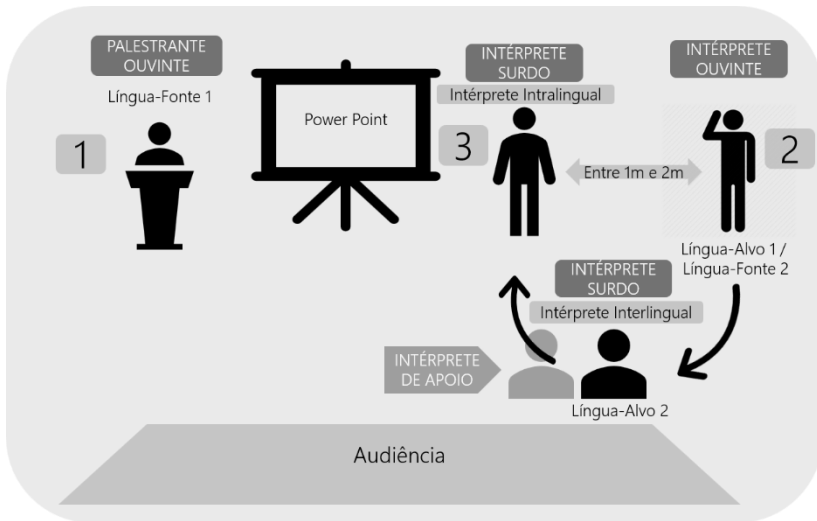 PALESTRANTE
OUVINTE
Língua-Fonte 1
1
Power Point
INTÉRPRETE
SURDO
Intérprete Intralingual
3
Entre 1m e 2m
INTÉRPRETE
OUVINTE
2
Língua-Alvo 1 /
Língua-Fonte 2
INTÉRPRETE
SURDO
Intérprete Interlingual
INTÉRPRETE
DE APOIO
Língua-Alvo 2
Audiência